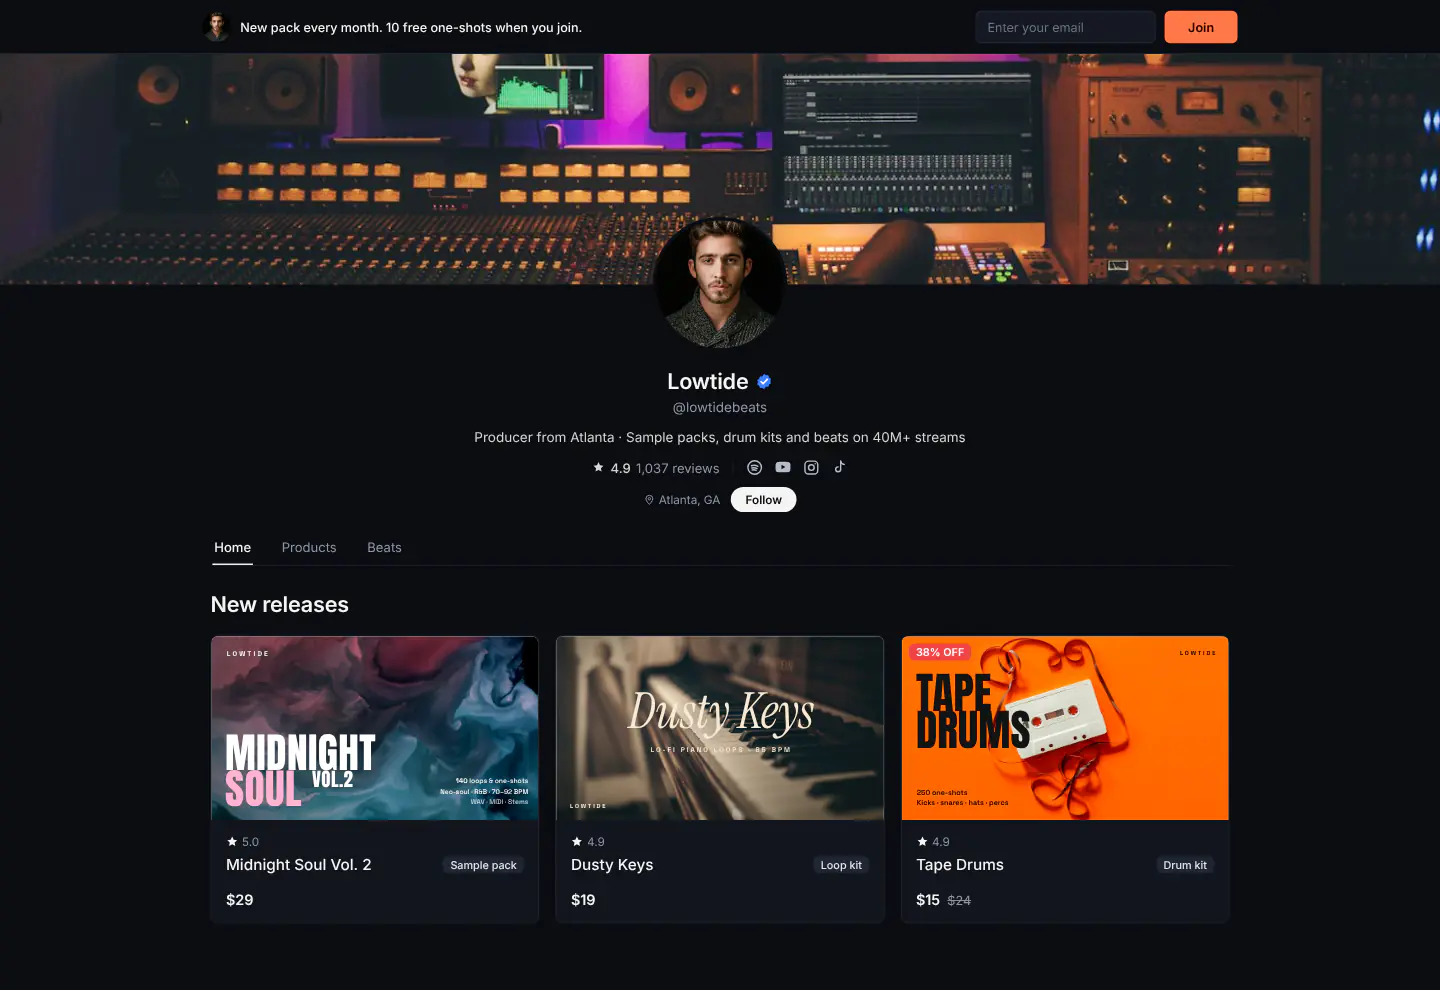 New pack every month. 10 free one-shots when you join.
Enter your email
Join
Lowtide
@lowtidebeats
Producer from Atlanta · Sample packs, drum kits and beats on 40M+ streams
4.9 1,037 reviews
Atlanta, GA
Follow
Home
Products
Beats
New releases
LOWTIDE
MIDNIGHT
SOUL VOL.2
140 loops & one-shots
Neo-soul · R&B · 70–92 BPM
WAV · MIDI · Stems
5.0
Midnight Soul Vol. 2
Sample pack
$29
Dusty Keys
LO-FI PIANO LOOPS · 86 BPM
LOWTIDE
4.9
Dusty Keys
Loop kit
$19
38% OFF
LOWTIDE
TAPE
DRUMS
250 one-shots
Kicks · snares · hats · percs
4.9
Tape Drums
Drum kit
$15 $24